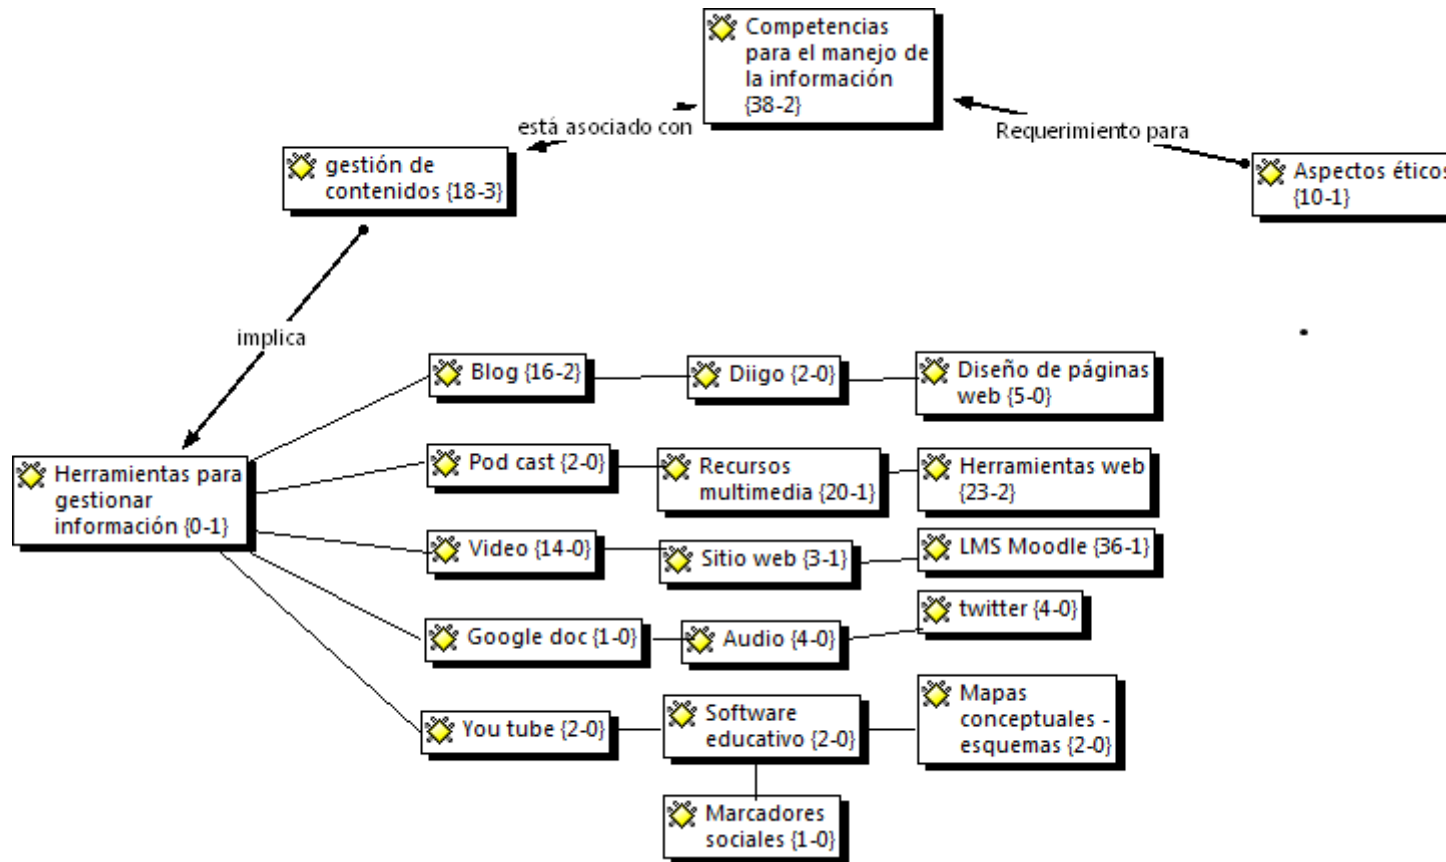 Competencias
para el manejo de
la información
{38-2}
está asociado con
Requerimiento para
gestión de
contenidos {18-3}
Aspectos éticos
{10-1}
implica
Blog {16-2}
Diigo {2-0}
Diseño de páginas
web {5-0}
Herramientas para
gestionar
información {0-1}
Pod cast {2-0}
Recursos
multimedia {20-1}
Herramientas web
{23-2}
Video {14-0}
Sitio web {3-1}
LMS Moodle {36-1}
Google doc {1-0}
Audio {4-0}
twitter {4-0}
You tube {2-0}
Software
educativo {2-0}
Mapas
conceptuales -
esquemas {2-0}
Marcadores
sociales {1-0}